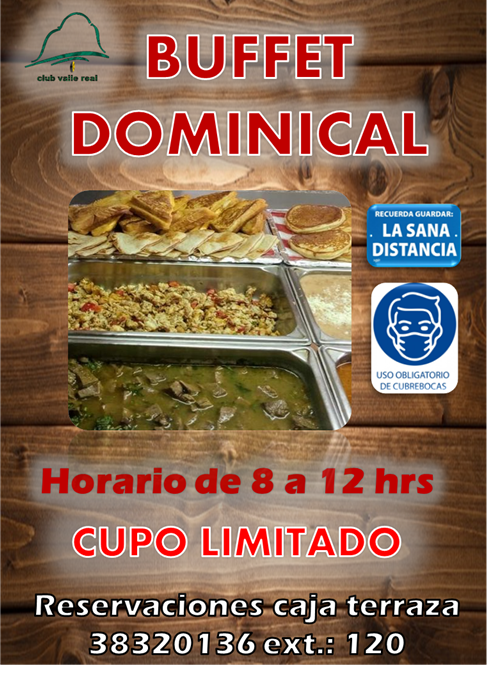 club valle real
BUFFET
DOMINICAL
RECUERDA GUARDAR:
LA SANA
DISTANCIA
USO OBLIGATORIO
DE CUBREBOCAS
Horario de 8 a 12 hrs
CUPO LIMITADO
Reservaciones caja terraza
38320136 ext.: 120